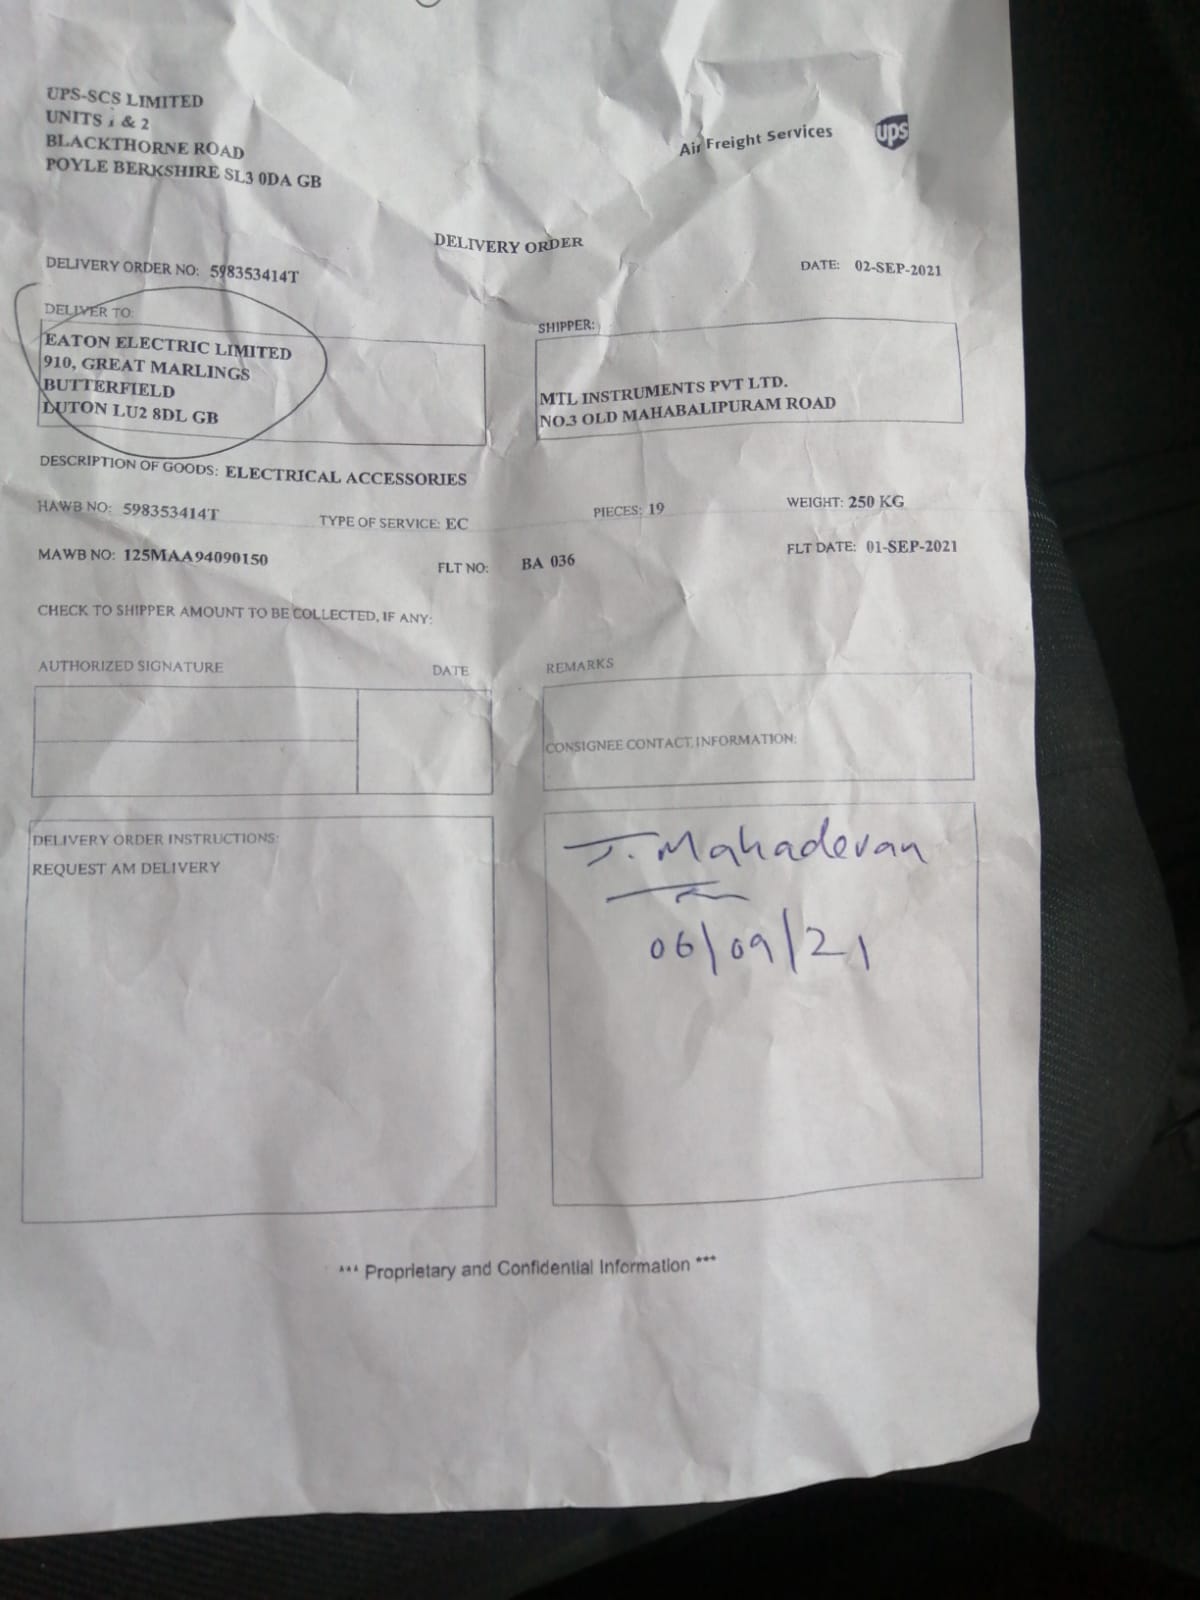 UPS-SCS LIMITED
UNITS 1 & 2
BLACKTHORNE ROAD
POYLE BERKSHIRE SL3 0DA GB
Air Freight Services
ups
DELIVERY ORDER
DELIVERY ORDER NO: 598353414T
DATE: 02-SEP-2021
DELIVER TO:
EATON ELECTRIC LIMITED
910, GREAT MARLINGS
BUTTERFIELD
LUTON LU2 8DL GB
SHIPPER:
MTL INSTRUMENTS PVT LTD.
NO.3 OLD MAHABALIPURAM ROAD
DESCRIPTION OF GOODS: ELECTRICAL ACCESSORIES
HAWB NO: 598353414T TYPE OF SERVICE: EC PIECES: 19 WEIGHT: 250 KG
MAWB NO: 125MAA94090150 FLT NO: BA 036 FLT DATE: 01-SEP-2021
CHECK TO SHIPPER AMOUNT TO BE COLLECTED, IF ANY:
AUTHORIZED SIGNATURE DATE REMARKS
CONSIGNEE CONTACT INFORMATION:
DELIVERY ORDER INSTRUCTIONS:
REQUEST AM DELIVERY
J. Mahadevan
06/09/21
*** Proprietary and Confidential Information ***